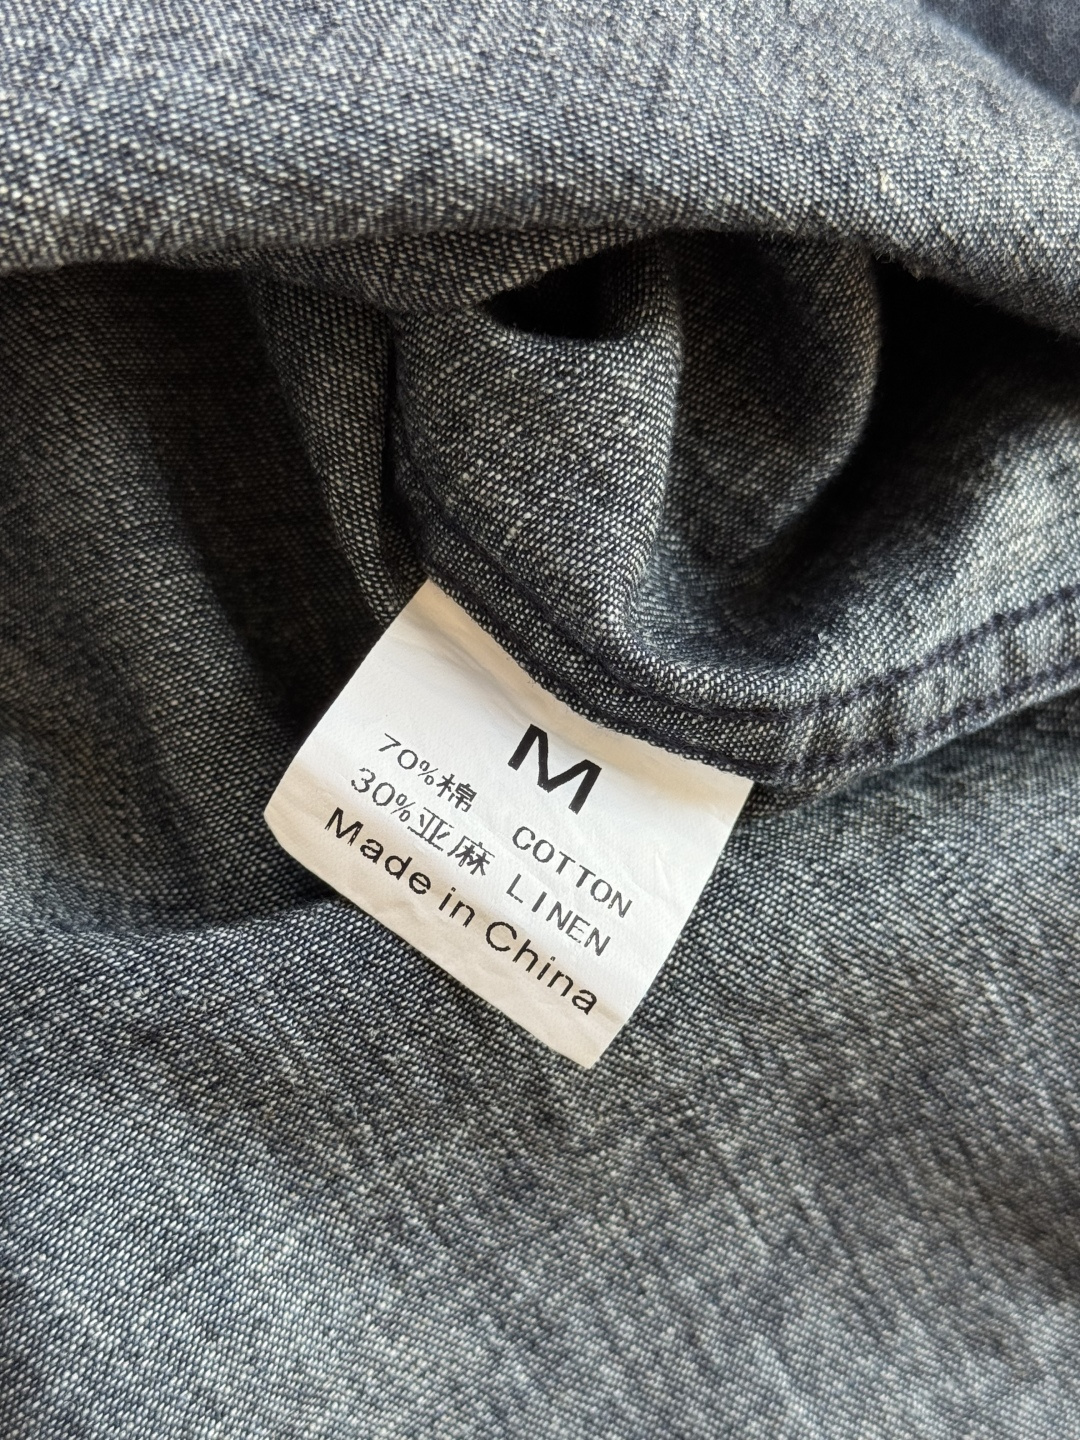 M
70%棉 COTTON
30%亚麻 LINEN
Made in China